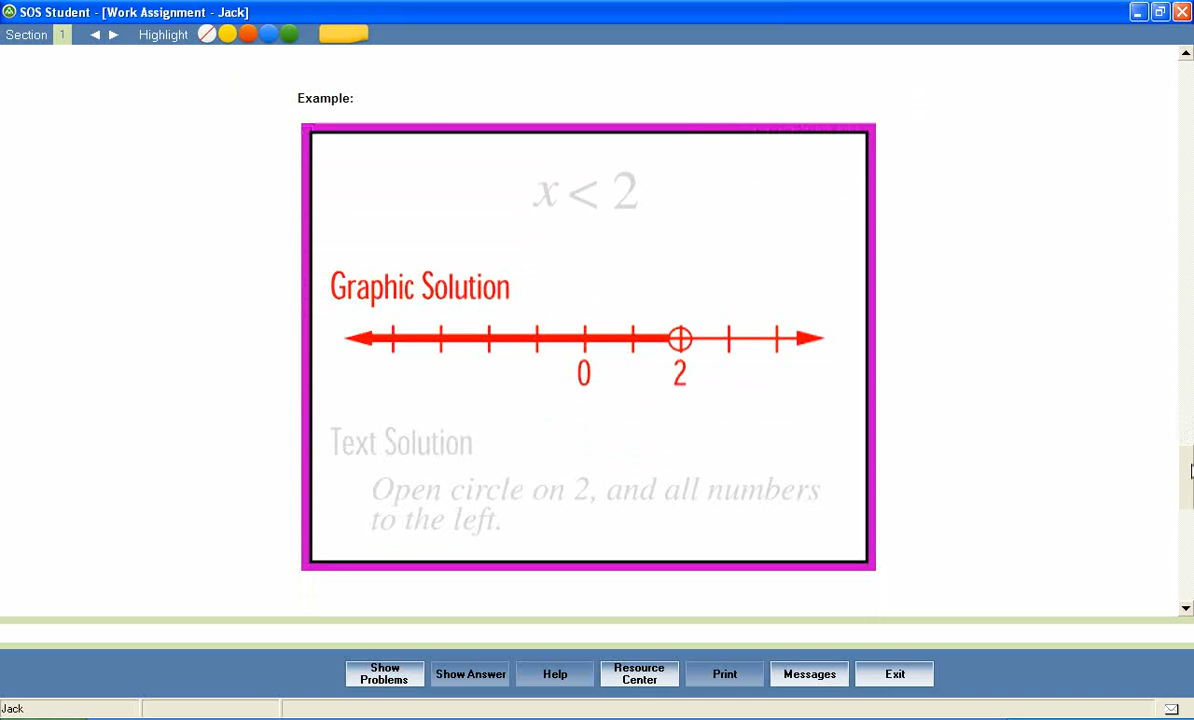 SOS Student - [Work Assignment - Jack]
Section 1 Highlight
Example:
x < 2
Graphic Solution
0 2
Text Solution
Open circle on 2, and all numbers
to the left.
Show Problems Show Answer Help Resource Center Print Messages Exit
Jack